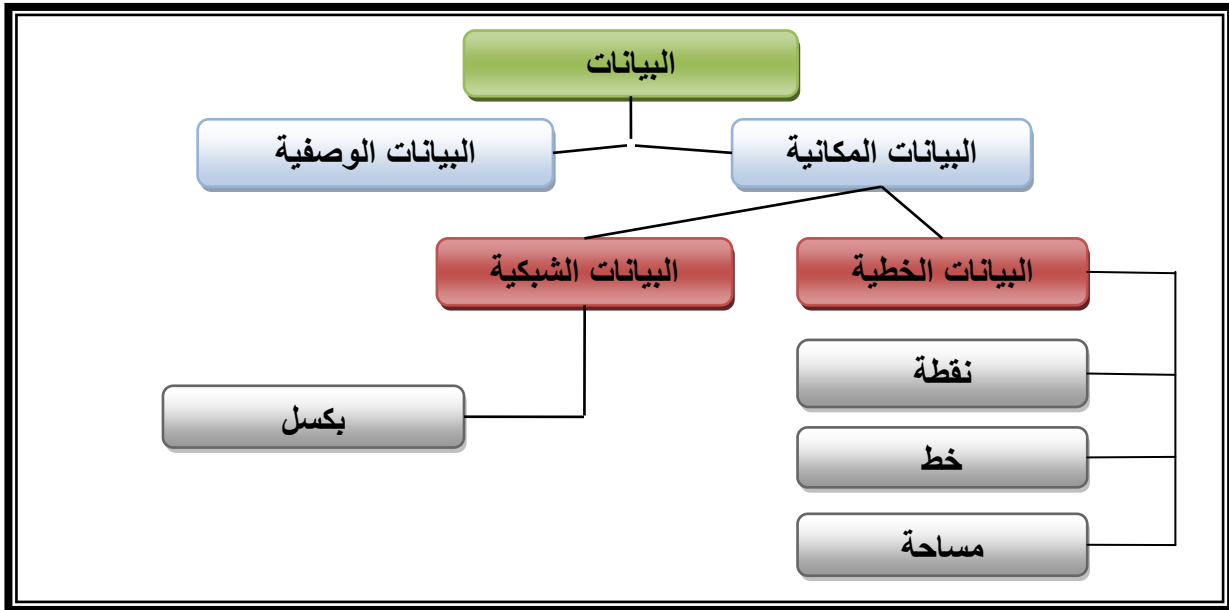 البيانات
البيانات المكانية
البيانات الوصفية
البيانات الخطية
البيانات الشبكية
نقطة
بكسل
خط
مساحة